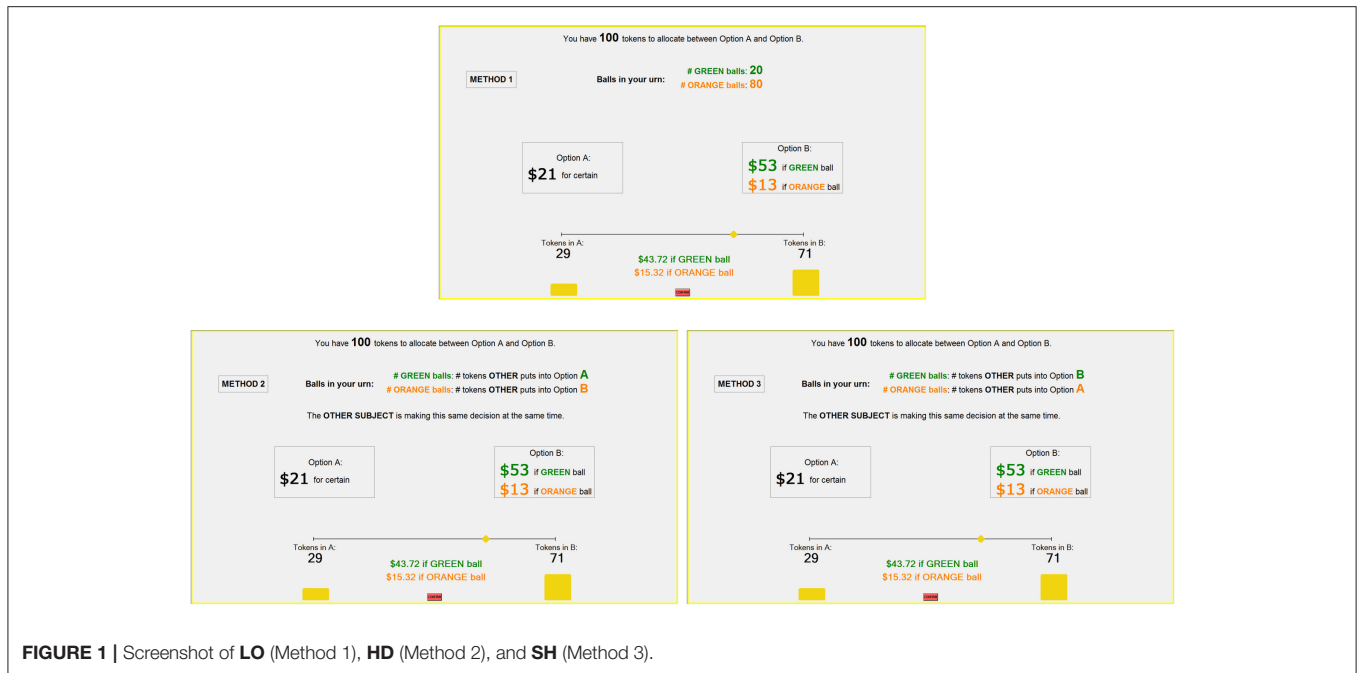 You have 100 tokens to allocate between Option A and Option B.
METHOD 1
Balls in your urn:
# GREEN balls: 20
# ORANGE balls: 80
Option A:
$21 for certain
Option B:
$53 if GREEN ball
$13 if ORANGE ball
Tokens in A:
29
Tokens in B:
71
$43.72 if GREEN ball
$15.32 if ORANGE ball
You have 100 tokens to allocate between Option A and Option B.
METHOD 2
Balls in your urn:
# GREEN balls: # tokens OTHER puts into Option A
# ORANGE balls: # tokens OTHER puts into Option B
The OTHER SUBJECT is making this same decision at the same time.
Option A:
$21 for certain
Option B:
$53 if GREEN ball
$13 if ORANGE ball
Tokens in A:
29
Tokens in B:
71
$43.72 if GREEN ball
$15.32 if ORANGE ball
You have 100 tokens to allocate between Option A and Option B.
METHOD 3
Balls in your urn:
# GREEN balls: # tokens OTHER puts into Option B
# ORANGE balls: # tokens OTHER puts into Option A
The OTHER SUBJECT is making this same decision at the same time.
Option A:
$21 for certain
Option B:
$53 if GREEN ball
$13 if ORANGE ball
Tokens in A:
29
Tokens in B:
71
$43.72 if GREEN ball
$15.32 if ORANGE ball
FIGURE 1 | Screenshot of LO (Method 1), HD (Method 2), and SH (Method 3).